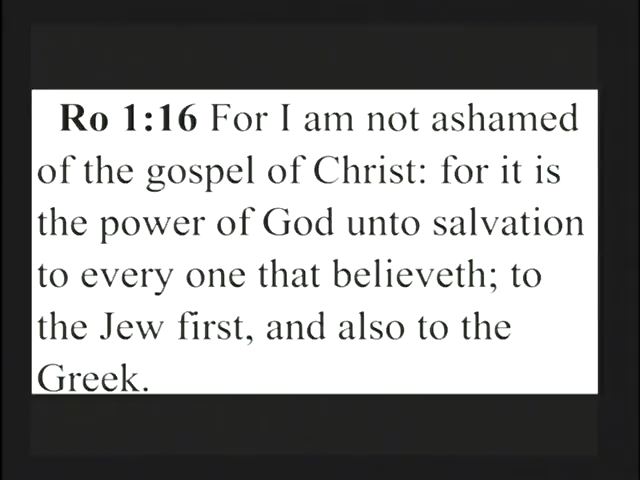 Ro 1:16 For I am not ashamed
of the gospel of Christ: for it is
the power of God unto salvation
to every one that believeth; to
the Jew first, and also to the
Greek.